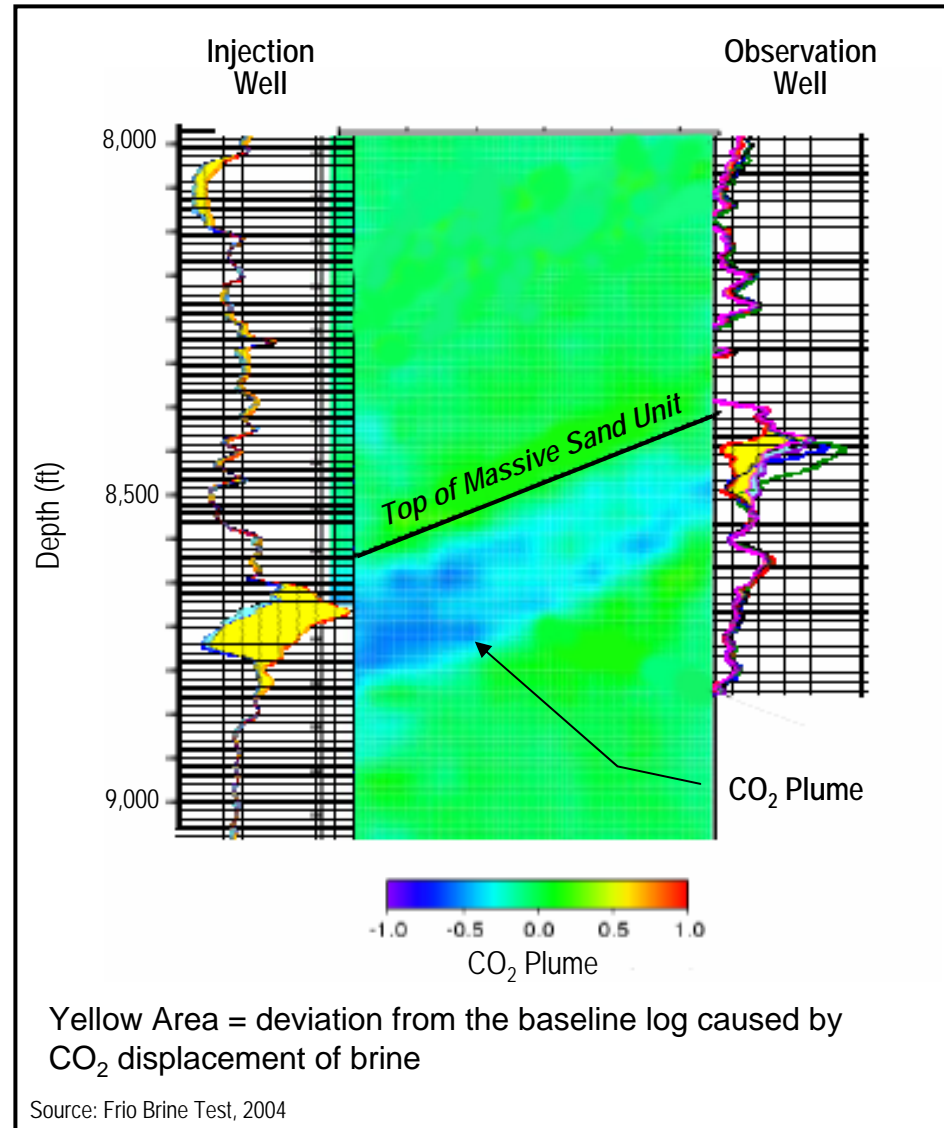 Injection
Well
Observation
Well
8,000
Top of Massive Sand Unit
8,500
Depth (ft)
9,000
CO₂ Plume
-1.0 -0.5 0.0 0.5 1.0
CO₂ Plume
Yellow Area = deviation from the baseline log caused by
CO₂ displacement of brine
Source: Frio Brine Test, 2004